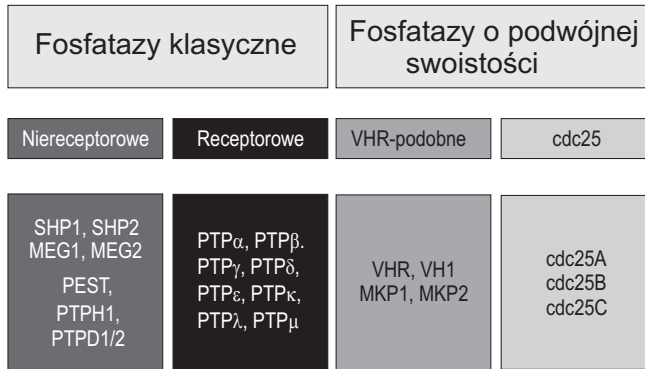 Fosfatazy klasyczne
Fosfatazy o podwójnej
swoistości
Niereceptorowe
Receptorowe
VHR-podobne
cdc25
SHP1, SHP2
MEG1, MEG2
PEST,
PTPH1,
PTPD1/2
PTPα, PTPβ.
PTPγ, PTPδ,
PTPε, PTPκ,
PTPλ, PTPμ
VHR, VH1
MKP1, MKP2
cdc25A
cdc25B
cdc25C